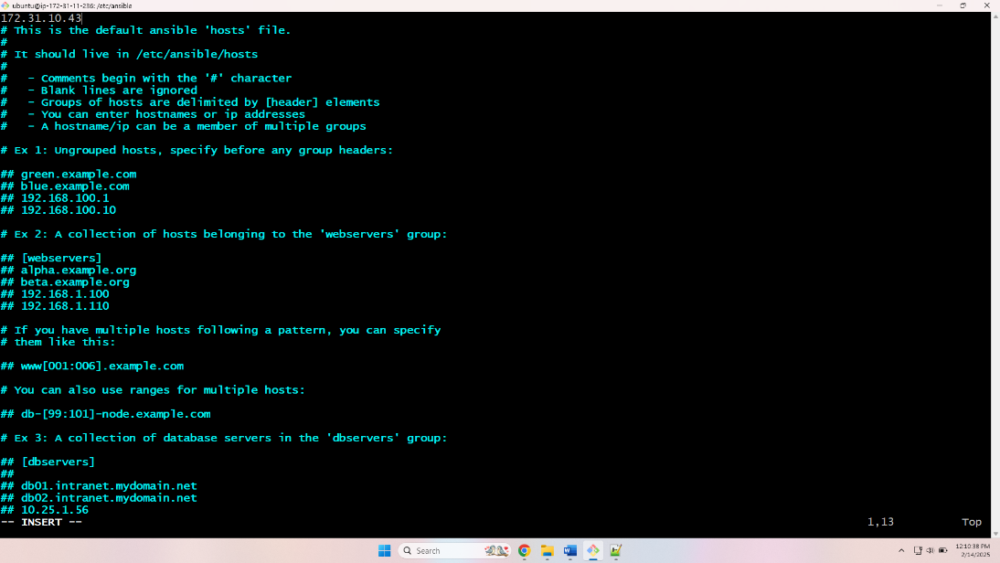 ubuntu@ip-172-31-11-236: /etc/ansible
172.31.10.43
# This is the default ansible 'hosts' file.
#
# It should live in /etc/ansible/hosts
#
#   - Comments begin with the '#' character
#   - Blank lines are ignored
#   - Groups of hosts are delimited by [header] elements
#   - You can enter hostnames or ip addresses
#   - A hostname/ip can be a member of multiple groups
# Ex 1: Ungrouped hosts, specify before any group headers:
## green.example.com
## blue.example.com
## 192.168.100.1
## 192.168.100.10
# Ex 2: A collection of hosts belonging to the 'webservers' group:
## [webservers]
## alpha.example.org
## beta.example.org
## 192.168.1.100
## 192.168.1.110
# If you have multiple hosts following a pattern, you can specify
# them like this:
## www[001:006].example.com
# You can also use ranges for multiple hosts:
## db-[99:101]-node.example.com
# Ex 3: A collection of database servers in the 'dbservers' group:
## [dbservers]
##
## db01.intranet.mydomain.net
## db02.intranet.mydomain.net
## 10.25.1.56
-- INSERT -- 1,13 Top
Search
12:10:38 PM
2/14/2025